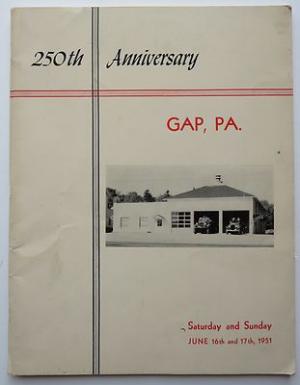 250th Anniversary
GAP, PA.
Saturday and Sunday
JUNE 16th and 17th, 1951